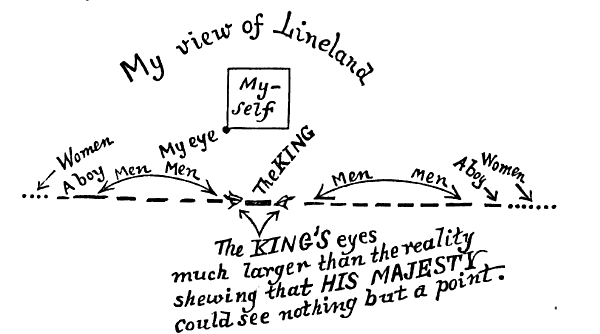 My view of Lineland
My-
self
My eye
The KING
Women
A boy
Men
Men
Men
Men
A boy
Women
The KING'S eyes
much larger than the reality
shewing that HIS MAJESTY
could see nothing but a point.